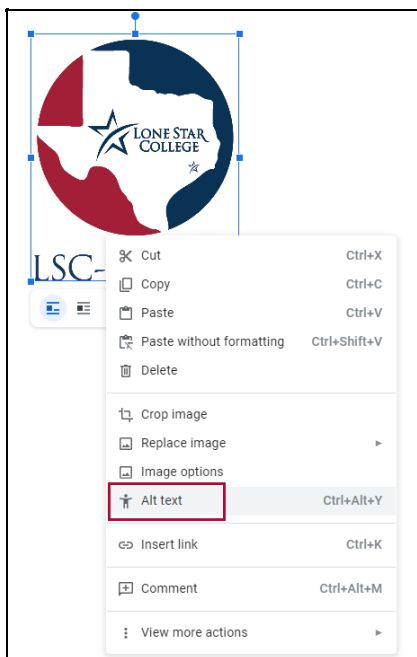 LONE STAR
COLLEGE
LSC-
Cut Ctrl+X
Copy Ctrl+C
Paste Ctrl+V
Paste without formatting Ctrl+Shift+V
Delete
Crop image
Replace image
Image options
Alt text Ctrl+Alt+Y
Insert link Ctrl+K
Comment Ctrl+Alt+M
View more actions